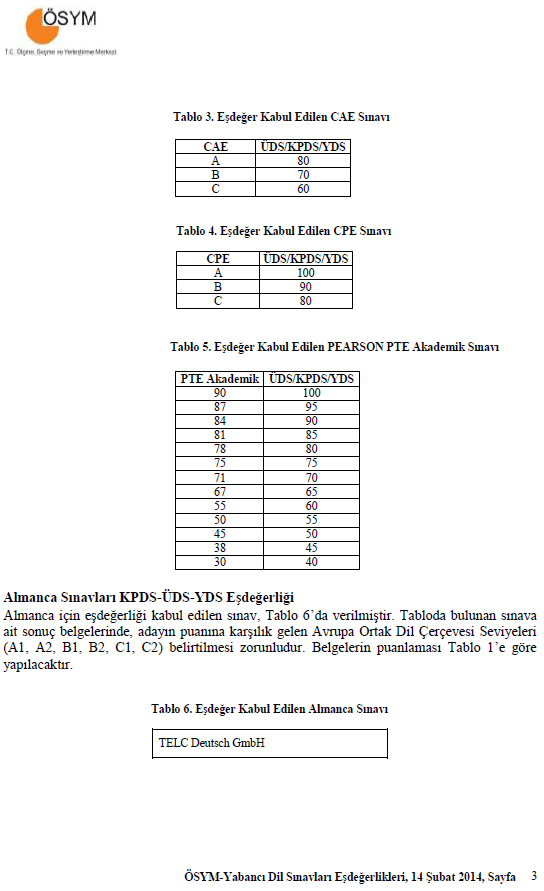 ÖSYM
T.C. Ölçme, Seçme ve Yerleştirme Merkezi
Tablo 3. Eşdeğer Kabul Edilen CAE Sınavı
CAE ÜDS/KPDS/YDS
A 80
B 70
C 60
Tablo 4. Eşdeğer Kabul Edilen CPE Sınavı
CPE ÜDS/KPDS/YDS
A 100
B 90
C 80
Tablo 5. Eşdeğer Kabul Edilen PEARSON PTE Akademik Sınavı
PTE Akademik ÜDS/KPDS/YDS
90 100
87 95
84 90
81 85
78 80
75 75
71 70
67 65
55 60
50 55
45 50
38 45
30 40
Almanca Sınavları KPDS-ÜDS-YDS Eşdeğerliği
Almanca için eşdeğerliği kabul edilen sınav, Tablo 6’da verilmiştir. Tabloda bulunan sınava
ait sonuç belgelerinde, adayın puanına karşılık gelen Avrupa Ortak Dil Çerçevesi Seviyeleri
(A1, A2, B1, B2, C1, C2) belirtilmesi zorunludur. Belgelerin puanlaması Tablo 1’e göre
yapılacaktır.
Tablo 6. Eşdeğer Kabul Edilen Almanca Sınavı
TELC Deutsch GmbH
ÖSYM-Yabancı Dil Sınavları Eşdeğerlikleri, 14 Şubat 2014, Sayfa 3